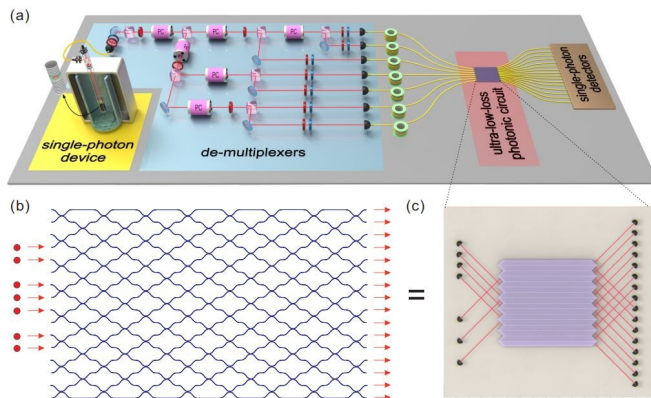 (a)
PC
PC
PC
PC
PC
PC
single-photon
device
de-multiplexers
ultra-low-loss
photonic circuit
single-photon
detectors
(b)
(c)
=